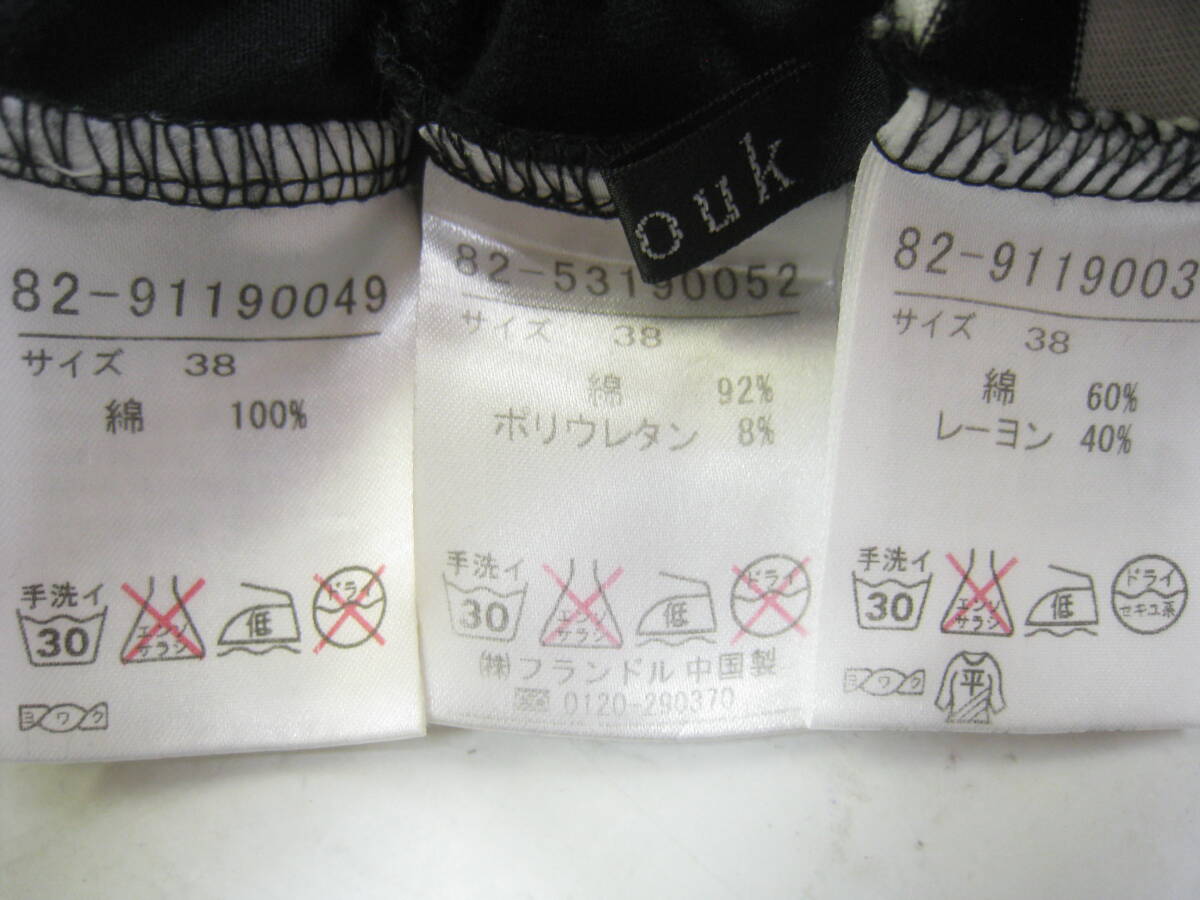 82-91190049
サイズ 38
綿 100%
手洗イ
30
エンソ
サラシ
低
ドライ
ヨワク
ouk
82-53190052
サイズ 38
綿 92%
ポリウレタン 8%
手洗イ
30
エンソ
サラシ
低
ドライ
㈱フランドル 中国製
0120-290370
82-9119003
サイズ 38
綿 60%
レーヨン 40%
手洗イ
30
エンソ
サラシ
低
ドライ
セキユ系
ヨワク
平